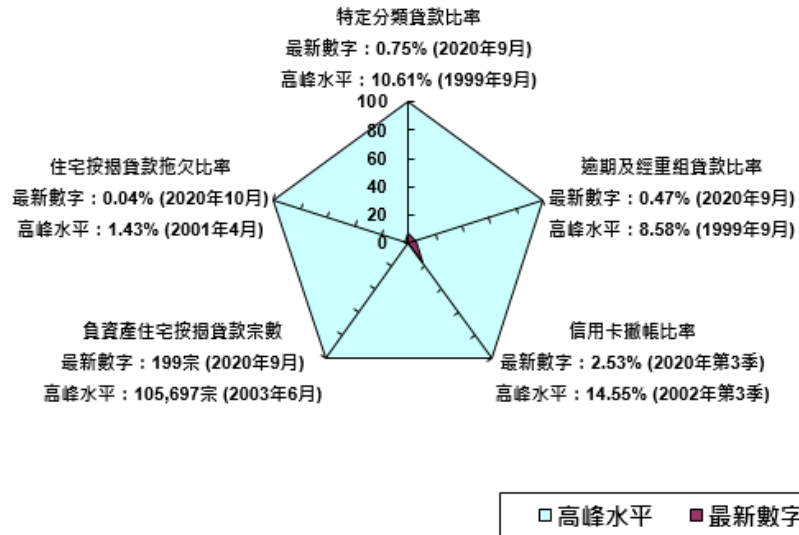 特定分類貸款比率
最新數字：0.75% (2020年9月)
高峰水平：10.61% (1999年9月)
100
80
60
40
20
0
住宅按揭貸款拖欠比率
最新數字：0.04% (2020年10月)
高峰水平：1.43% (2001年4月)
逾期及經重組貸款比率
最新數字：0.47% (2020年9月)
高峰水平：8.58% (1999年9月)
負資產住宅按揭貸款宗數
最新數字：199宗 (2020年9月)
高峰水平：105,697宗 (2003年6月)
信用卡撇帳比率
最新數字：2.53% (2020年第3季)
高峰水平：14.55% (2002年第3季)
高峰水平
最新數字